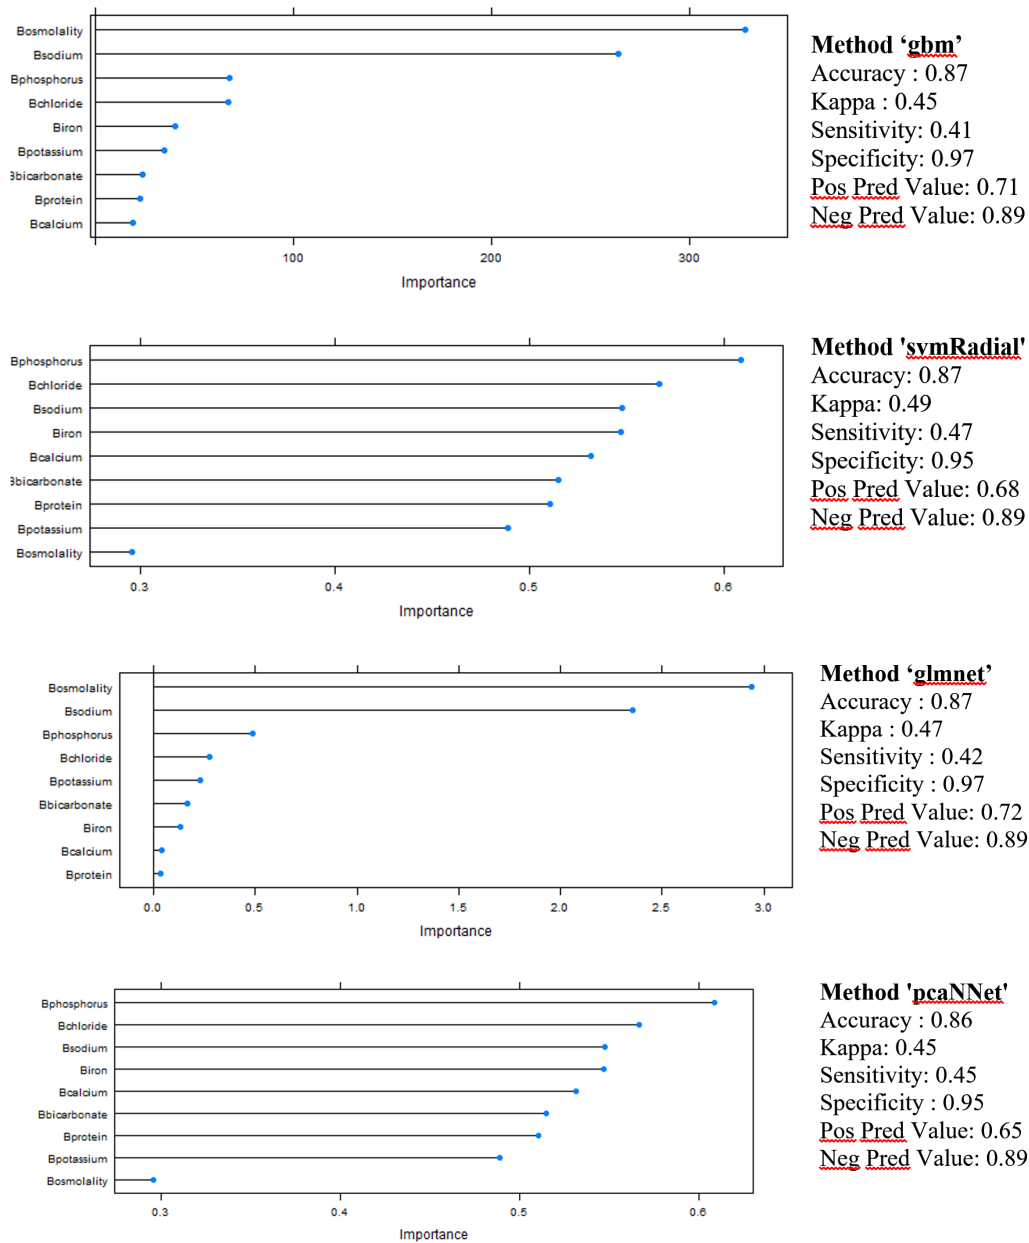 Bosmolality
Bsodium
Bphosphorus
Bchloride
Biron
Bpotassium
Bbicarbonate
Bprotein
Bcalcium
100 200 300
Importance
Method ‘gbm’
Accuracy : 0.87
Kappa : 0.45
Sensitivity: 0.41
Specificity: 0.97
Pos Pred Value: 0.71
Neg Pred Value: 0.89
Bphosphorus
Bchloride
Bsodium
Biron
Bcalcium
Bbicarbonate
Bprotein
Bpotassium
Bosmolality
0.3 0.4 0.5 0.6
Importance
Method 'svmRadial'
Accuracy: 0.87
Kappa: 0.49
Sensitivity: 0.47
Specificity: 0.95
Pos Pred Value: 0.68
Neg Pred Value: 0.89
Bosmolality
Bsodium
Bphosphorus
Bchloride
Bpotassium
Bbicarbonate
Biron
Bcalcium
Bprotein
0.0 0.5 1.0 1.5 2.0 2.5 3.0
Importance
Method ‘glmnet’
Accuracy : 0.87
Kappa : 0.47
Sensitivity : 0.42
Specificity : 0.97
Pos Pred Value: 0.72
Neg Pred Value: 0.89
Bphosphorus
Bchloride
Bsodium
Biron
Bcalcium
Bbicarbonate
Bprotein
Bpotassium
Bosmolality
0.3 0.4 0.5 0.6
Importance
Method 'pcaNNet'
Accuracy : 0.86
Kappa: 0.45
Sensitivity: 0.45
Specificity : 0.95
Pos Pred Value: 0.65
Neg Pred Value: 0.89